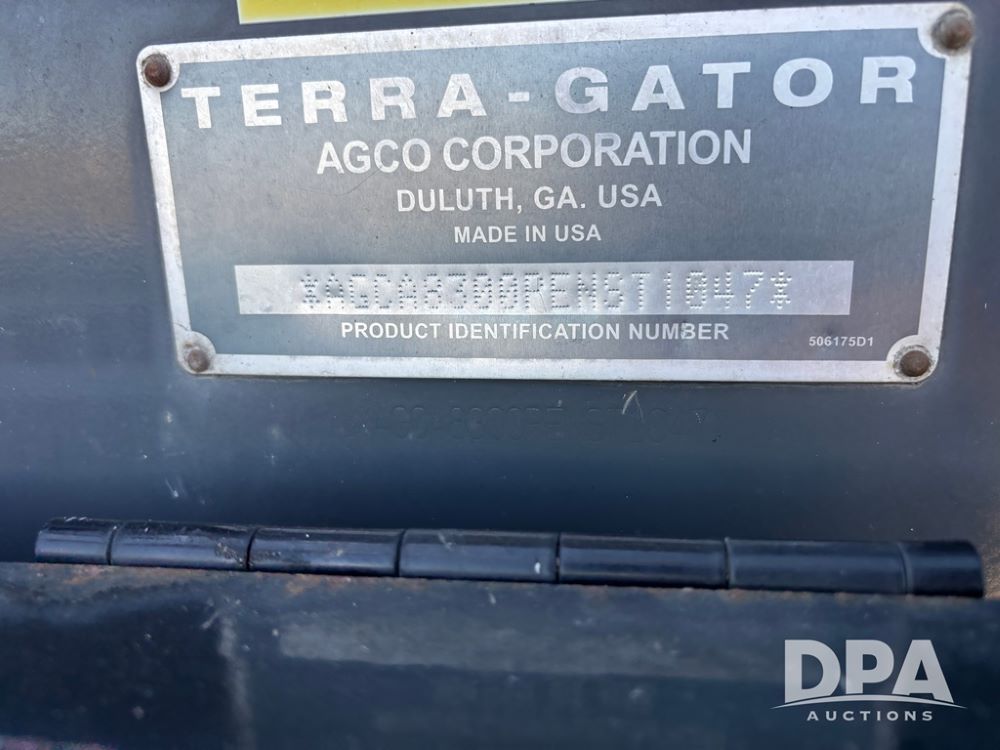 TERRA-GATOR
AGCO CORPORATION
DULUTH, GA. USA
MADE IN USA
*AGCA8300PENST1047*
PRODUCT IDENTIFICATION NUMBER
506175D1
DPA
AUCTIONS